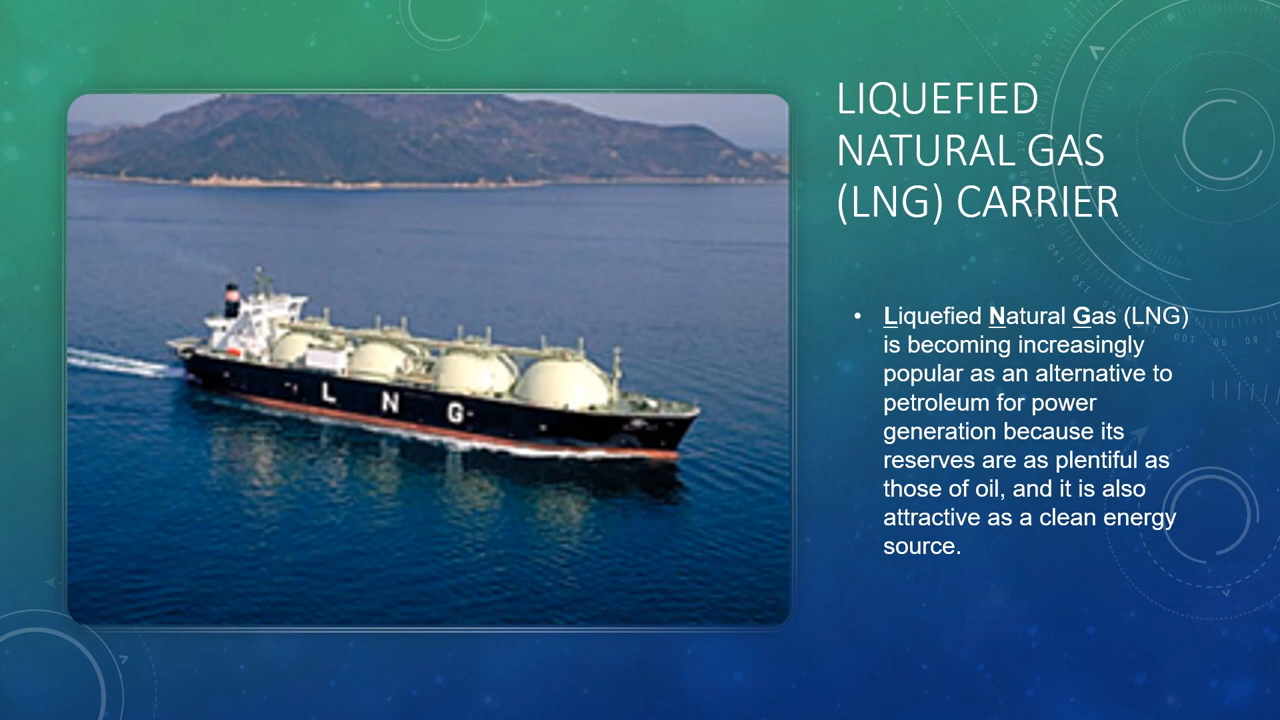 LIQUEFIED
NATURAL GAS
(LNG) CARRIER
• Liquefied Natural Gas (LNG)
is becoming increasingly
popular as an alternative to
petroleum for power
generation because its
reserves are as plentiful as
those of oil, and it is also
attractive as a clean energy
source.
L N G